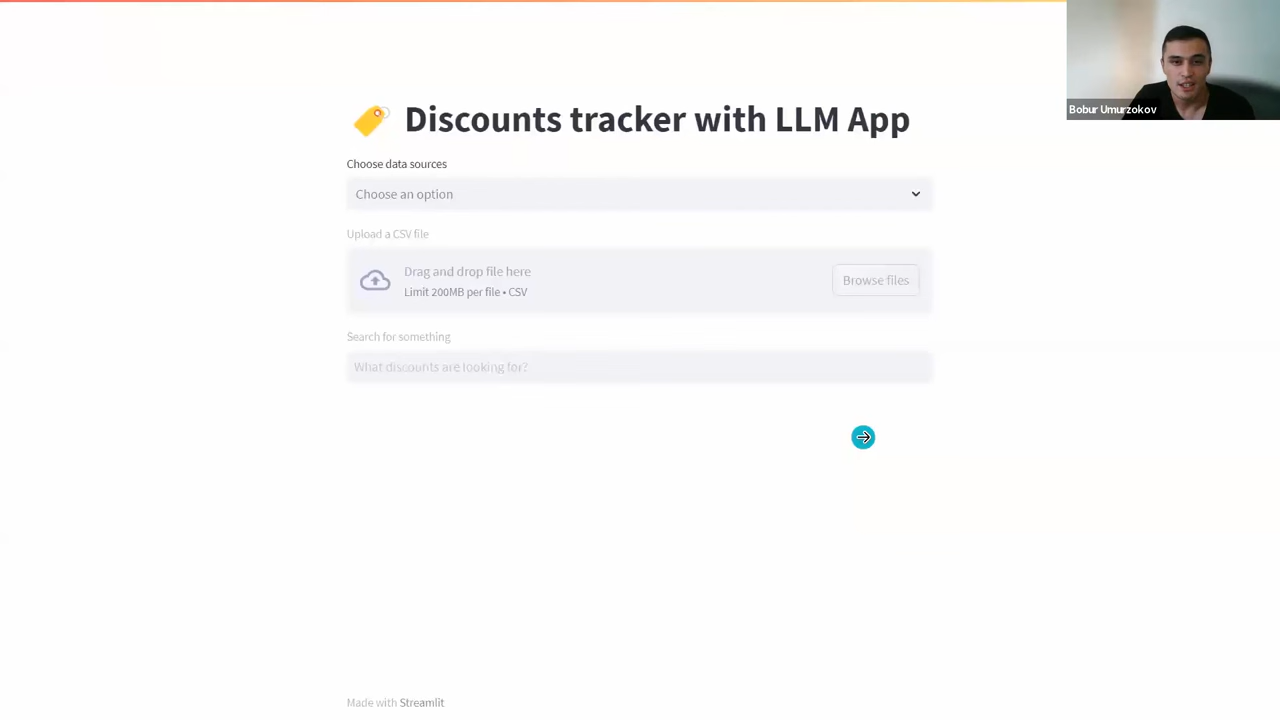 Bobur Umurzokov
Discounts tracker with LLM App
Choose data sources
Choose an option
Upload a CSV file
Drag and drop file here
Limit 200MB per file • CSV
Browse files
Search for something
What discounts are looking for?
Made with Streamlit